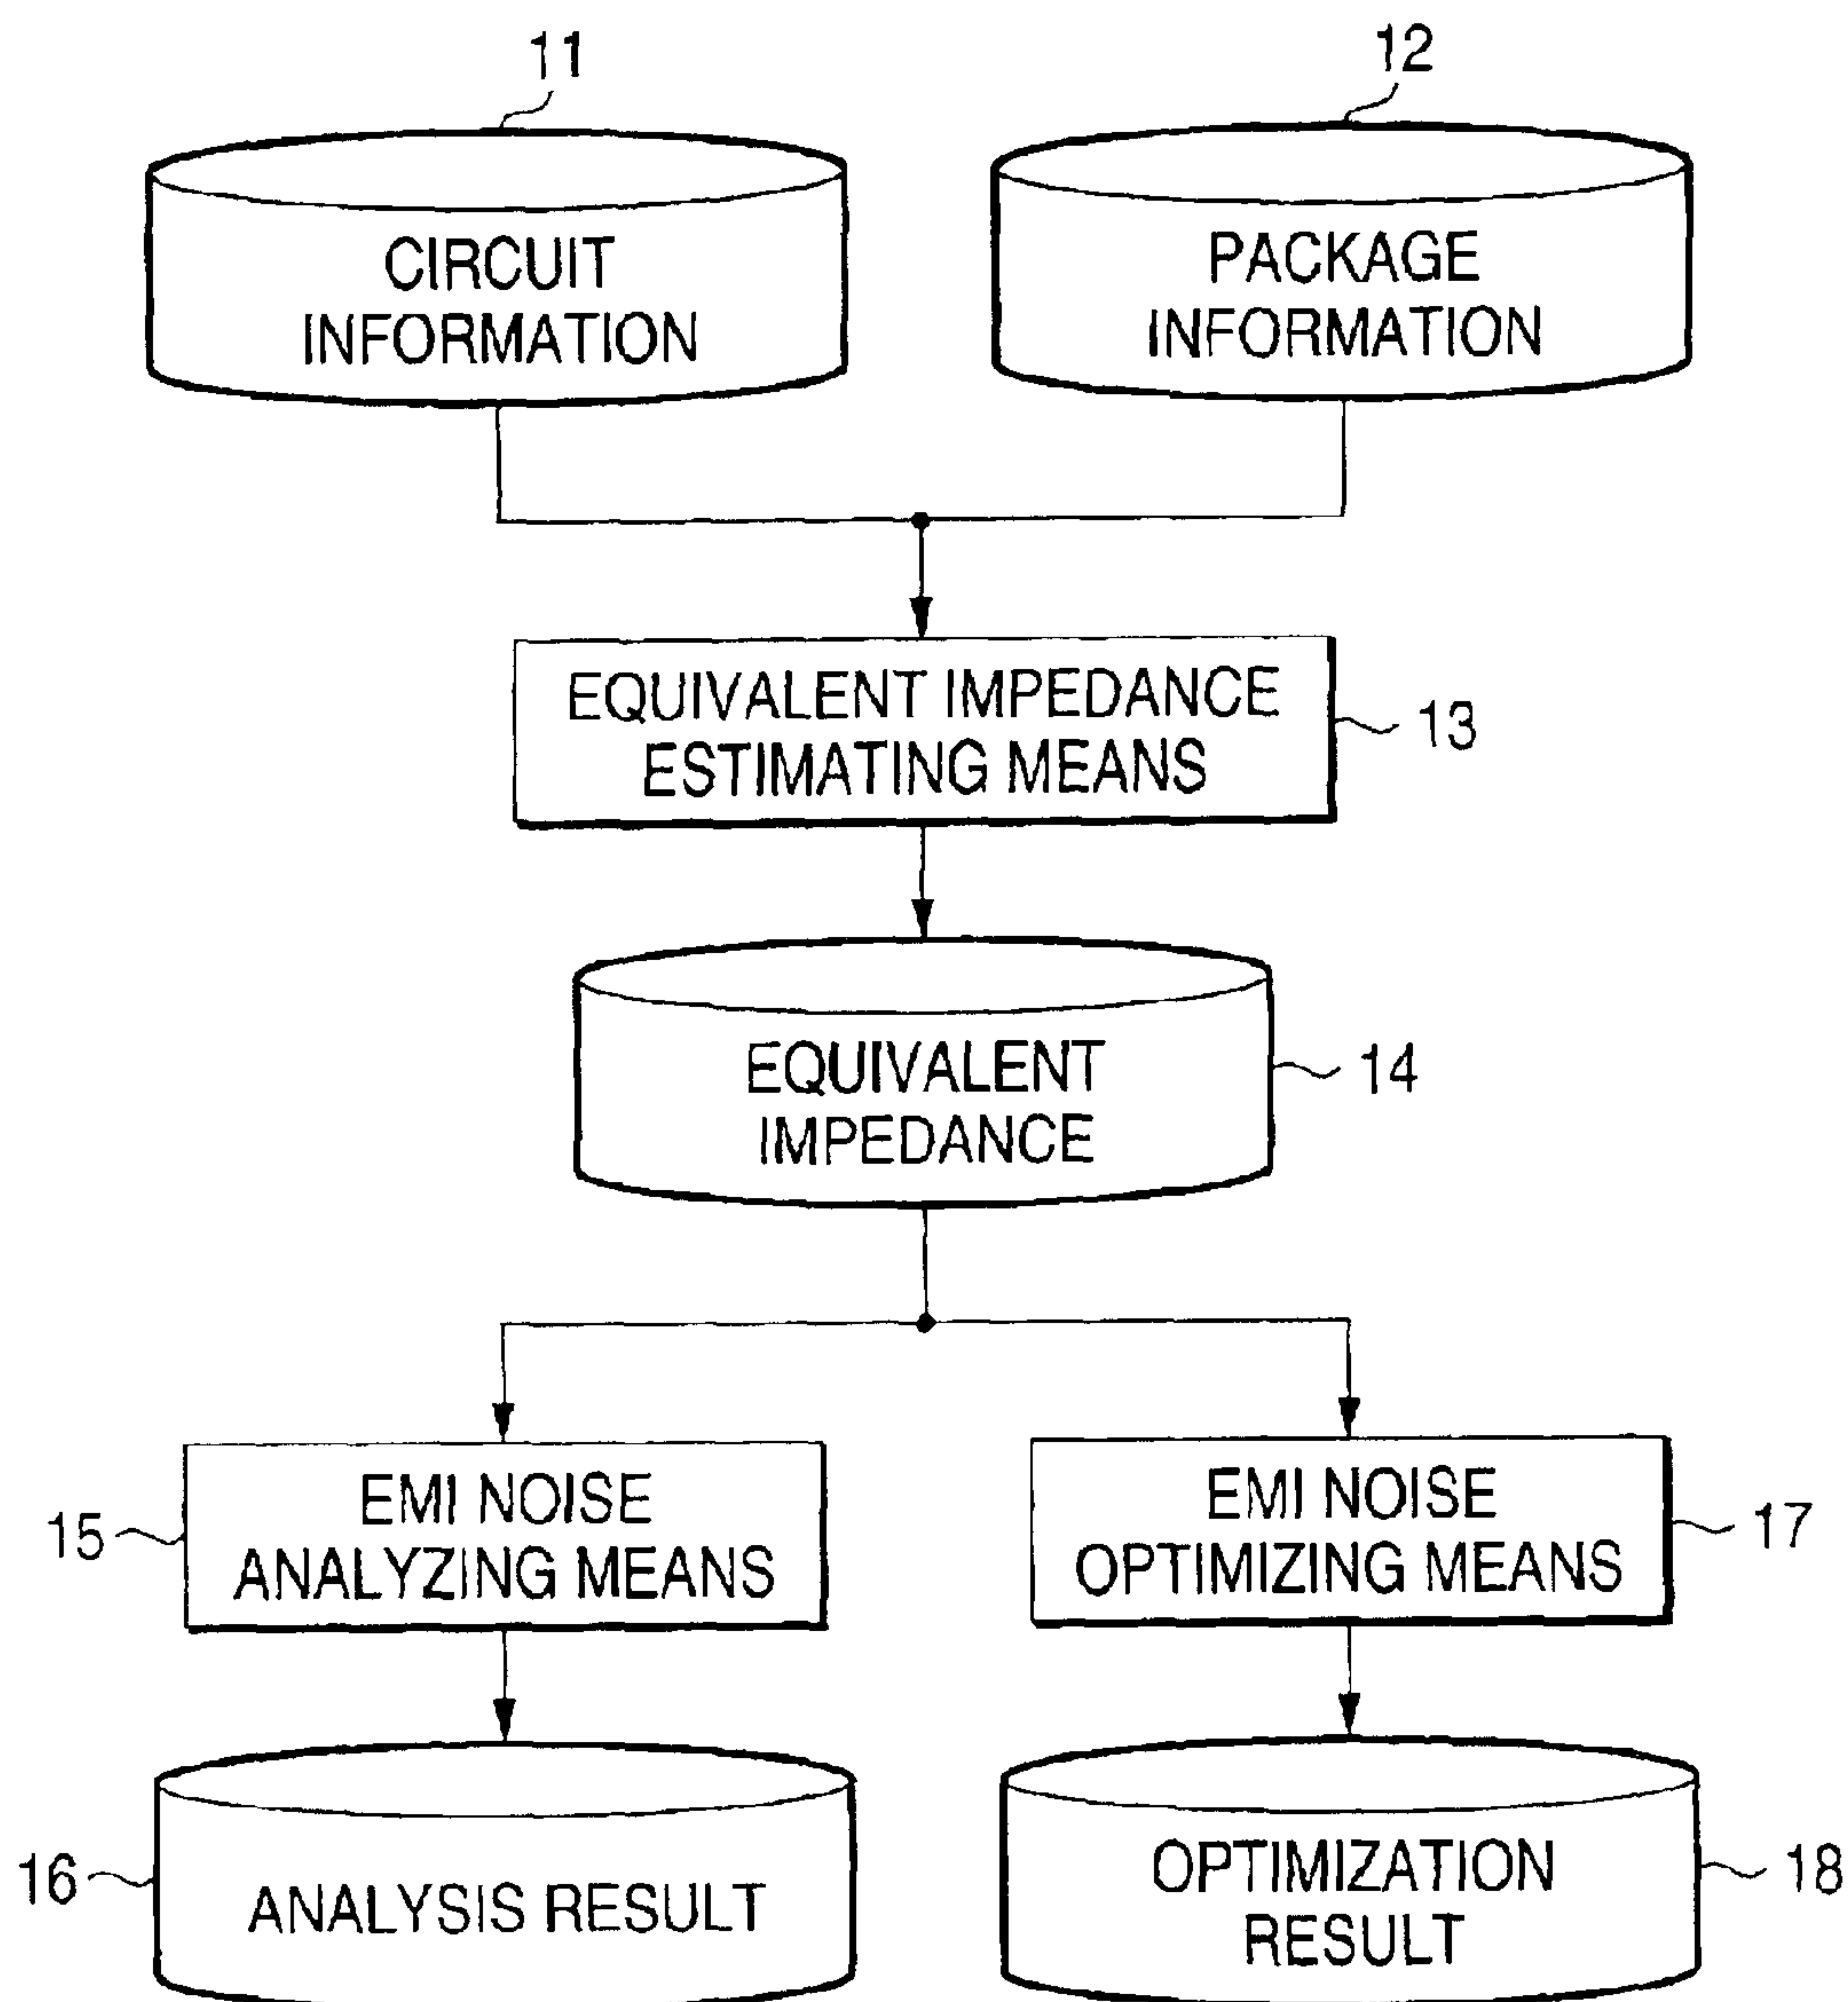 11
12
CIRCUIT
INFORMATION
PACKAGE
INFORMATION
EQUIVALENT IMPEDANCE
ESTIMATING MEANS
13
EQUIVALENT
IMPEDANCE
14
15
EMI NOISE
ANALYZING MEANS
EMI NOISE
OPTIMIZING MEANS
17
16
ANALYSIS RESULT
OPTIMIZATION
RESULT
18